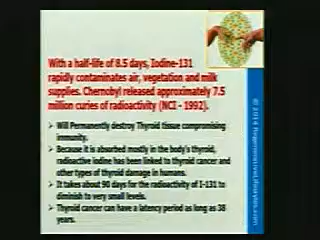 With a half-life of 8.5 days, Iodine-131
rapidly contaminates air, vegetation and milk
supplies. Chernobyl released approximately 7.5
million curies of radioactivity (NCI - 1992).
Will Permanently destroy Thyroid tissue compromising
immunity.
Because it is absorbed mostly in the body's thyroid,
radioactive iodine has been linked to thyroid cancer and
other types of thyroid damage in humans.
It takes about 90 days for the radioactivity of I-131 to
diminish to very small levels.
Thyroid cancer can have a latency period as long as 38
years.